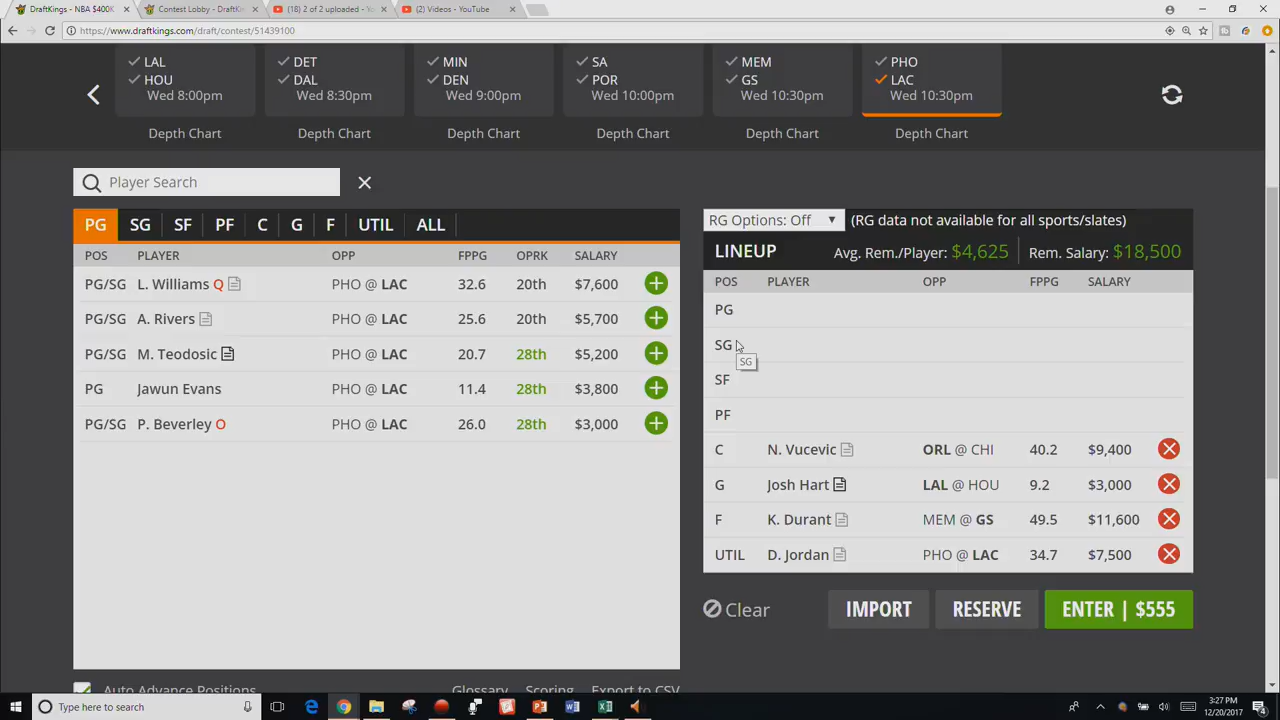 DraftKings - NBA $400K
Contest Lobby - DraftKin
(18) 2 of 2 uploaded - Yo
(2) Videos - YouTube
https://www.draftkings.com/draft/contest/51439100
LAL DET MIN SA MEM PHO
HOU DAL DEN POR GS LAC
Wed 8:00pm Wed 8:30pm Wed 9:00pm Wed 10:00pm Wed 10:30pm Wed 10:30pm
Depth Chart Depth Chart Depth Chart Depth Chart Depth Chart Depth Chart
Player Search
RG Options: Off (RG data not available for all sports/slates)
PG SG SF PF C G F UTIL ALL
POS PLAYER OPP FPPG OPRK SALARY
PG/SG L. Williams Q PHO @ LAC 32.6 20th $7,600
PG/SG A. Rivers PHO @ LAC 25.6 20th $5,700
PG/SG M. Teodosic PHO @ LAC 20.7 28th $5,200
PG Jawun Evans PHO @ LAC 11.4 28th $3,800
PG/SG P. Beverley O PHO @ LAC 26.0 28th $3,000
LINEUP Avg. Rem./Player: $4,625 Rem. Salary: $18,500
POS PLAYER OPP FPPG SALARY
PG
SG
SG
SF
PF
C N. Vucevic ORL @ CHI 40.2 $9,400
G Josh Hart LAL @ HOU 9.2 $3,000
F K. Durant MEM @ GS 49.5 $11,600
UTIL D. Jordan PHO @ LAC 34.7 $7,500
Clear IMPORT RESERVE ENTER | $555
Auto Advance Positions Glossary Scoring Export to CSV
Type here to search
3:27 PM
12/20/2017